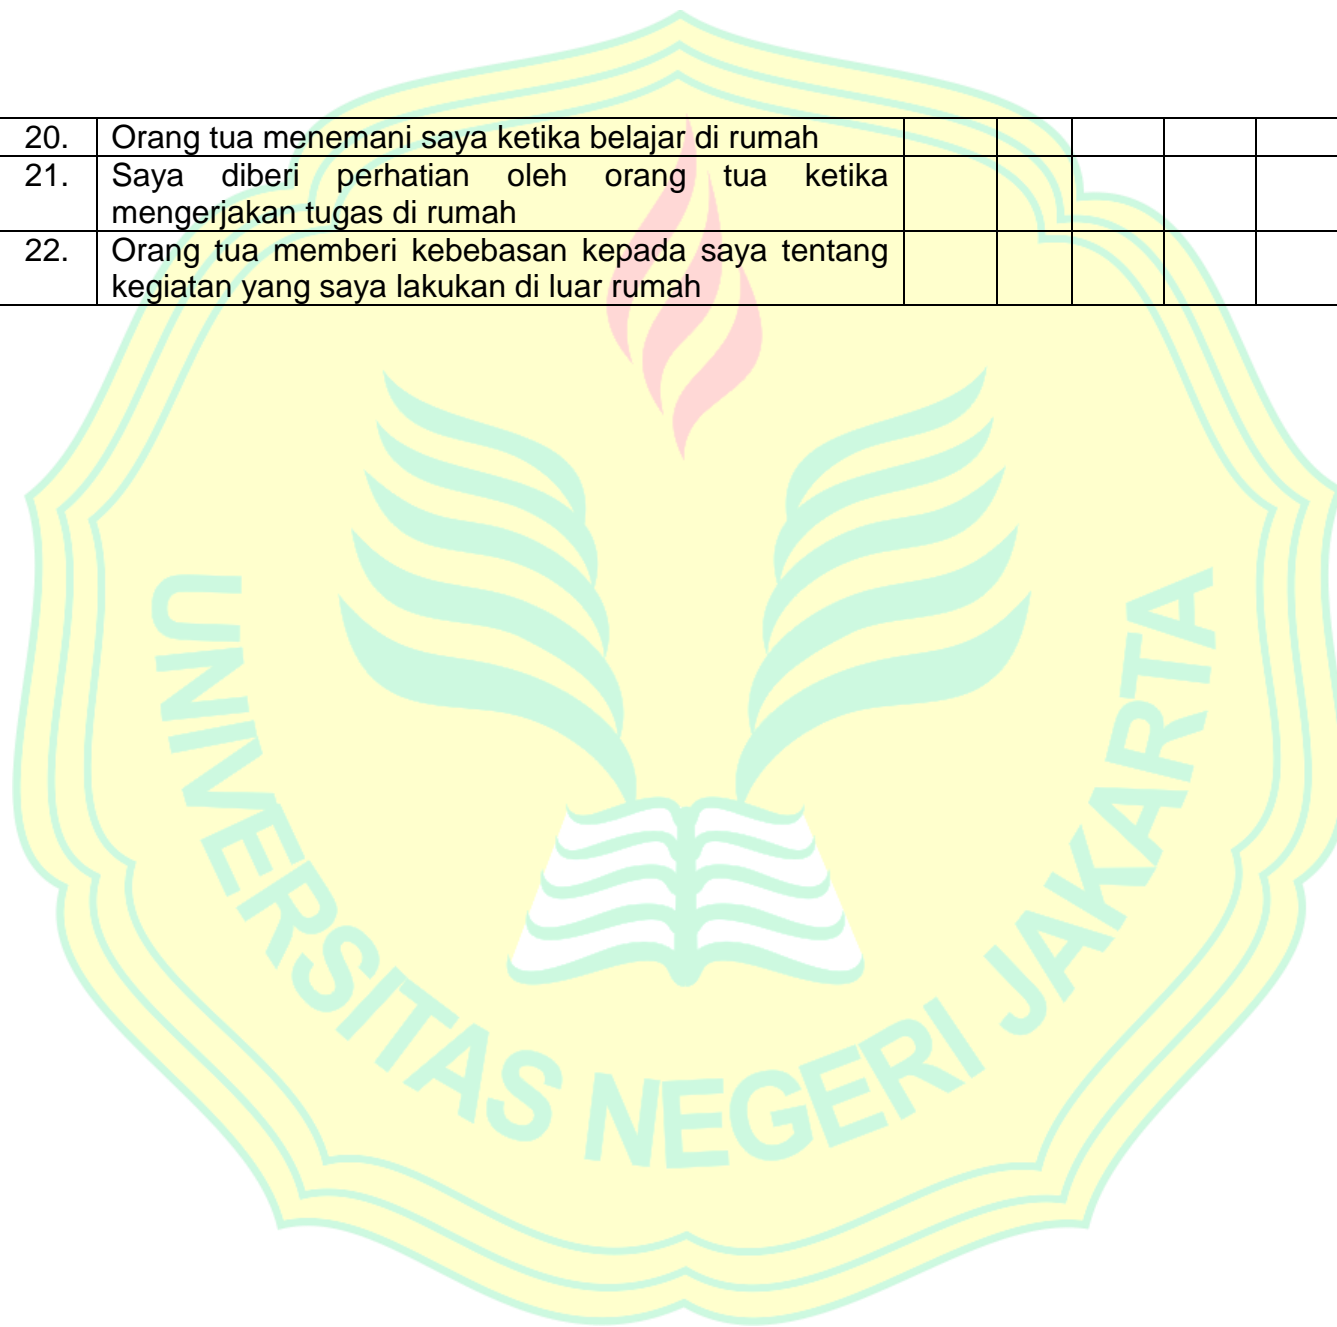 20. Orang tua menemani saya ketika belajar di rumah
21. Saya diberi perhatian oleh orang tua ketika
mengerjakan tugas di rumah
22. Orang tua memberi kebebasan kepada saya tentang
kegiatan yang saya lakukan di luar rumah
UNIVERSITAS NEGERI JAKARTA